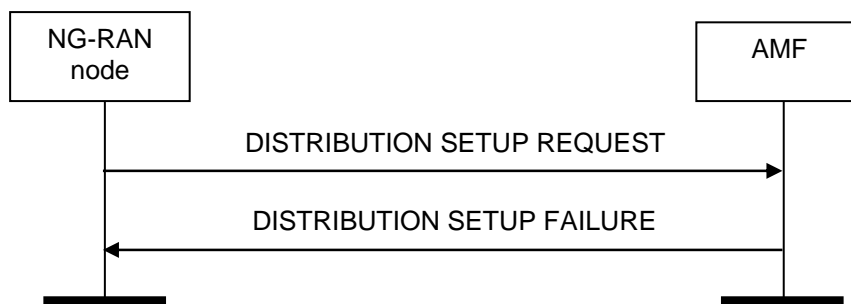 NG-RAN
node
AMF
DISTRIBUTION SETUP REQUEST
DISTRIBUTION SETUP FAILURE